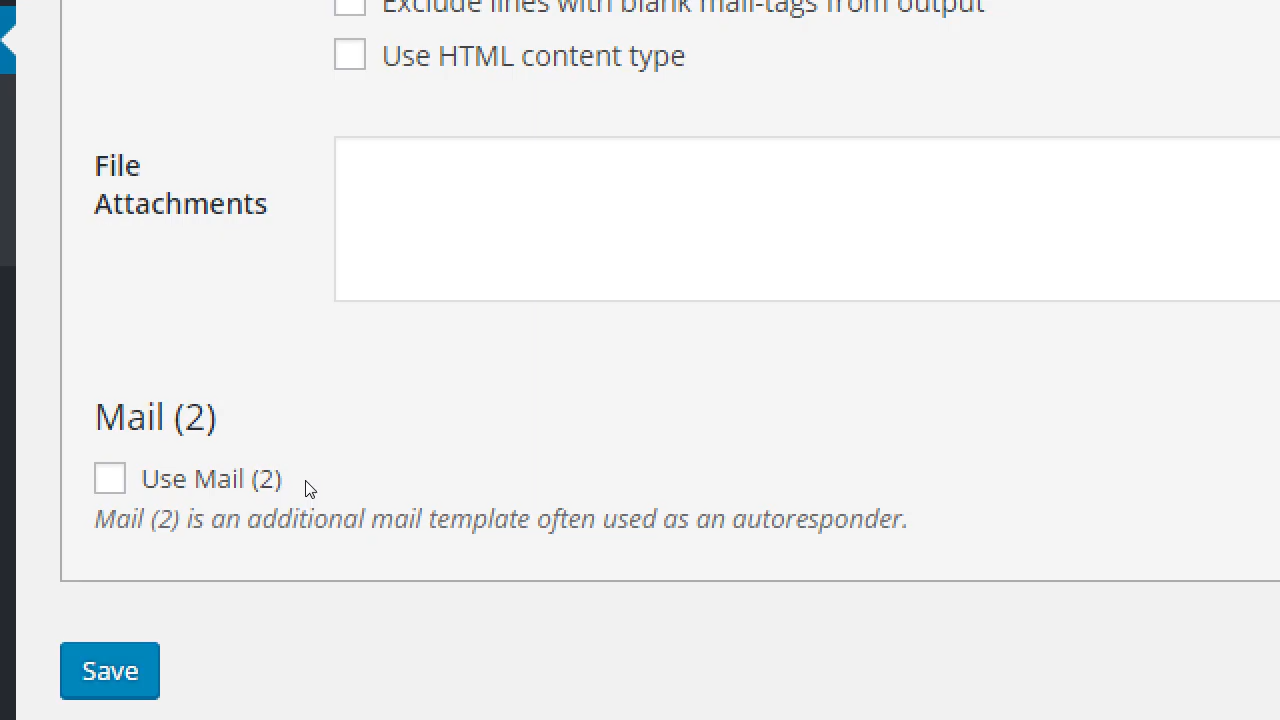 Exclude lines with blank mail-tags from output
Use HTML content type
File
Attachments
Mail (2)
Use Mail (2)
Mail (2) is an additional mail template often used as an autoresponder.
Save